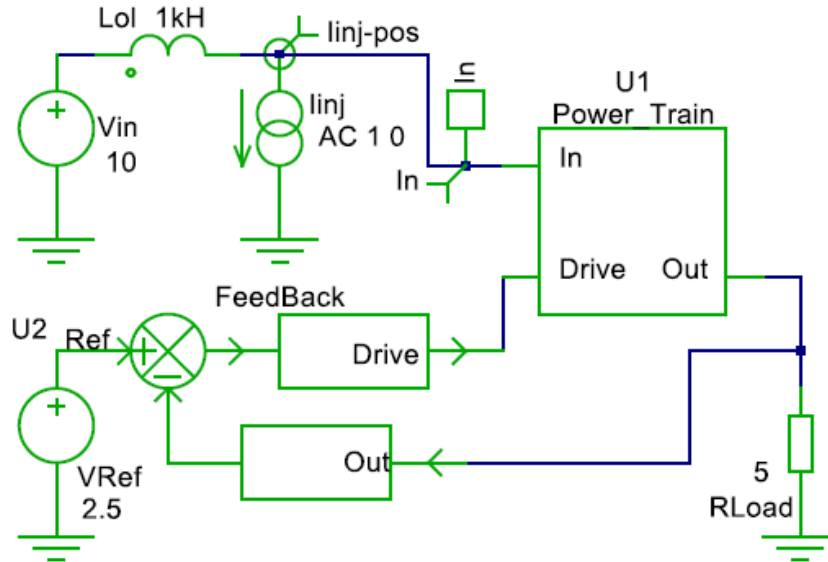 Lol 1kH
Iinj-pos
Vin
10
Iinj
AC 1 0
In
In
U1
Power_Train
In
Drive Out
FeedBack
Drive
U2
Ref
Out
VRef
2.5
5
RLoad